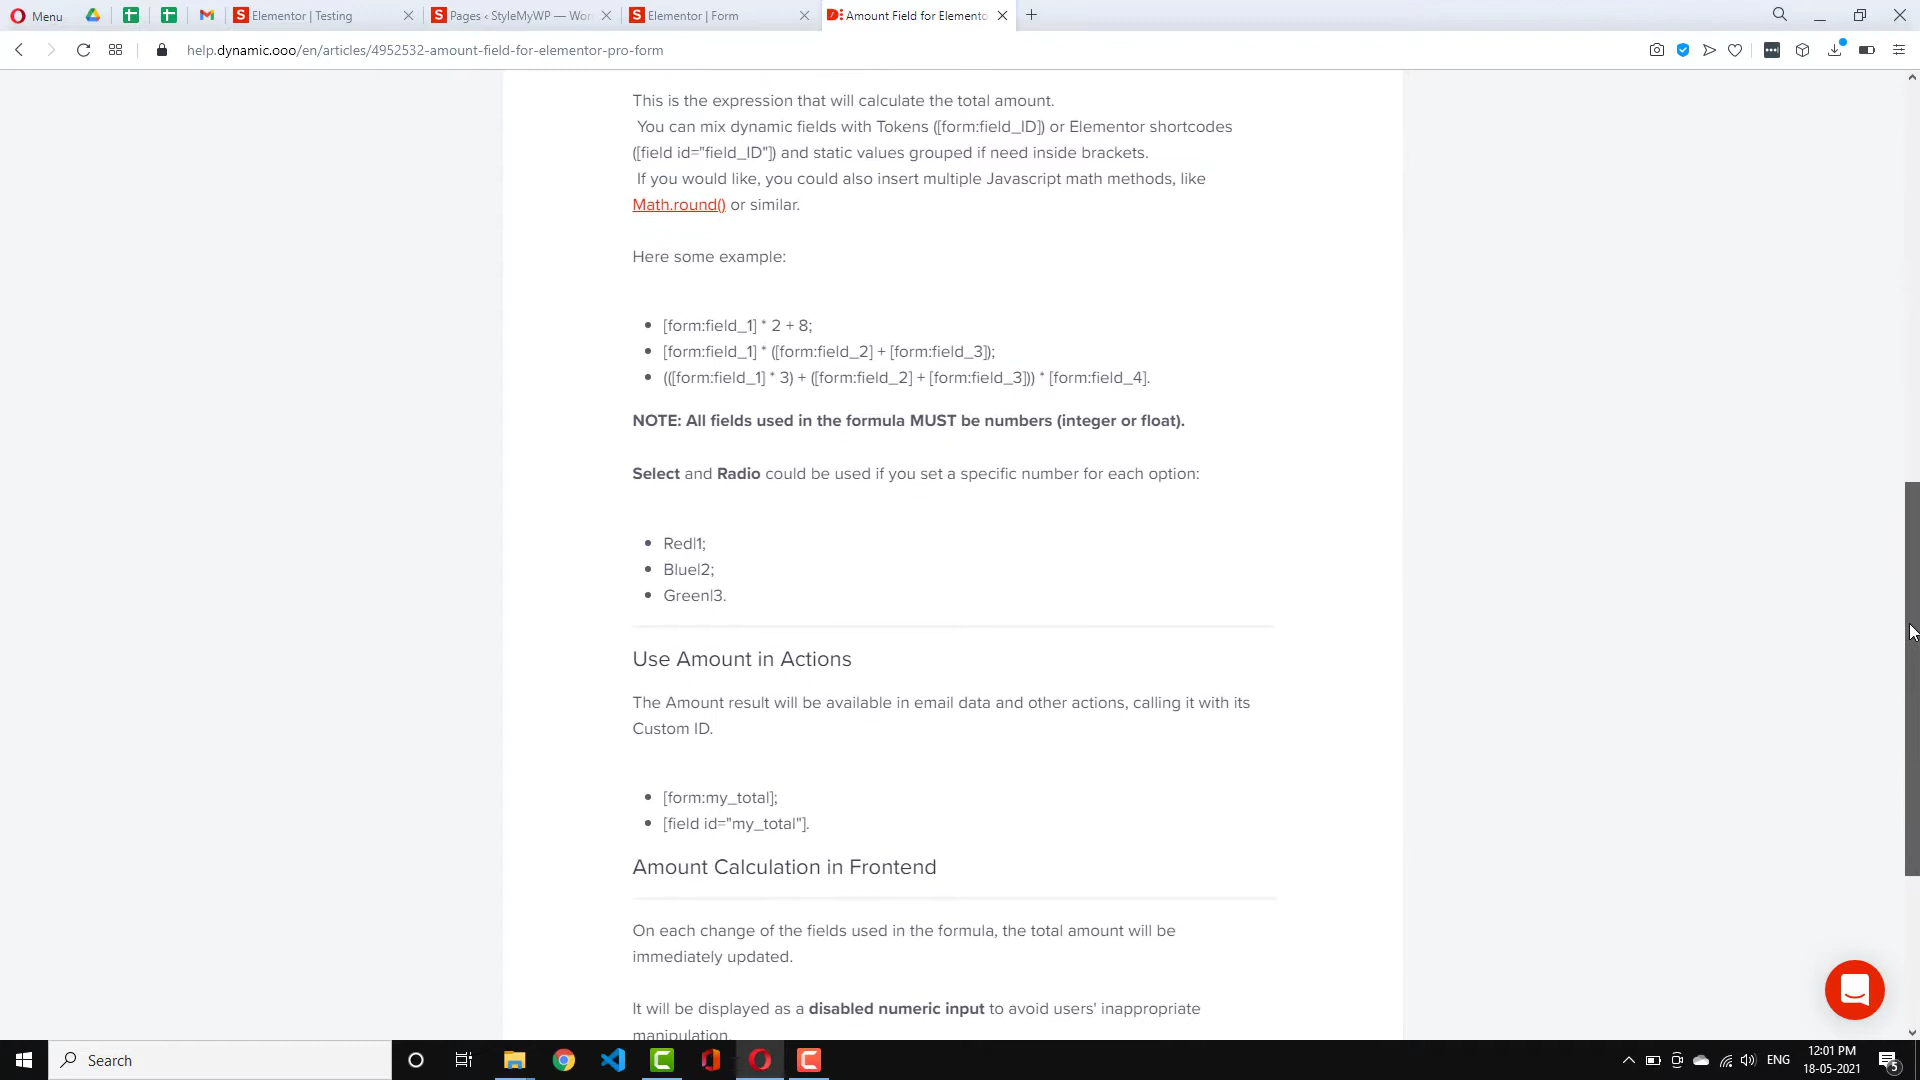 Menu
Elementor | Testing
Pages ‹ StyleMyWP — Wor
Elementor | Form
Amount Field for Elemento
help.dynamic.ooo/en/articles/4952532-amount-field-for-elementor-pro-form
This is the expression that will calculate the total amount.
You can mix dynamic fields with Tokens ([form:field_ID]) or Elementor shortcodes
([field id="field_ID"]) and static values grouped if need inside brackets.
If you would like, you could also insert multiple Javascript math methods, like
Math.round() or similar.
Here some example:
• [form:field_1] * 2 + 8;
• [form:field_1] * ([form:field_2] + [form:field_3]);
• (([form:field_1] * 3) + ([form:field_2] + [form:field_3])) * [form:field_4].
NOTE: All fields used in the formula MUST be numbers (integer or float).
Select and Radio could be used if you set a specific number for each option:
• Red|1;
• Blue|2;
• Green|3.
Use Amount in Actions
The Amount result will be available in email data and other actions, calling it with its
Custom ID.
• [form:my_total];
• [field id="my_total"].
Amount Calculation in Frontend
On each change of the fields used in the formula, the total amount will be
immediately updated.
It will be displayed as a disabled numeric input to avoid users' inappropriate
manipulation.
Search
ENG
12:01 PM
18-05-2021
5